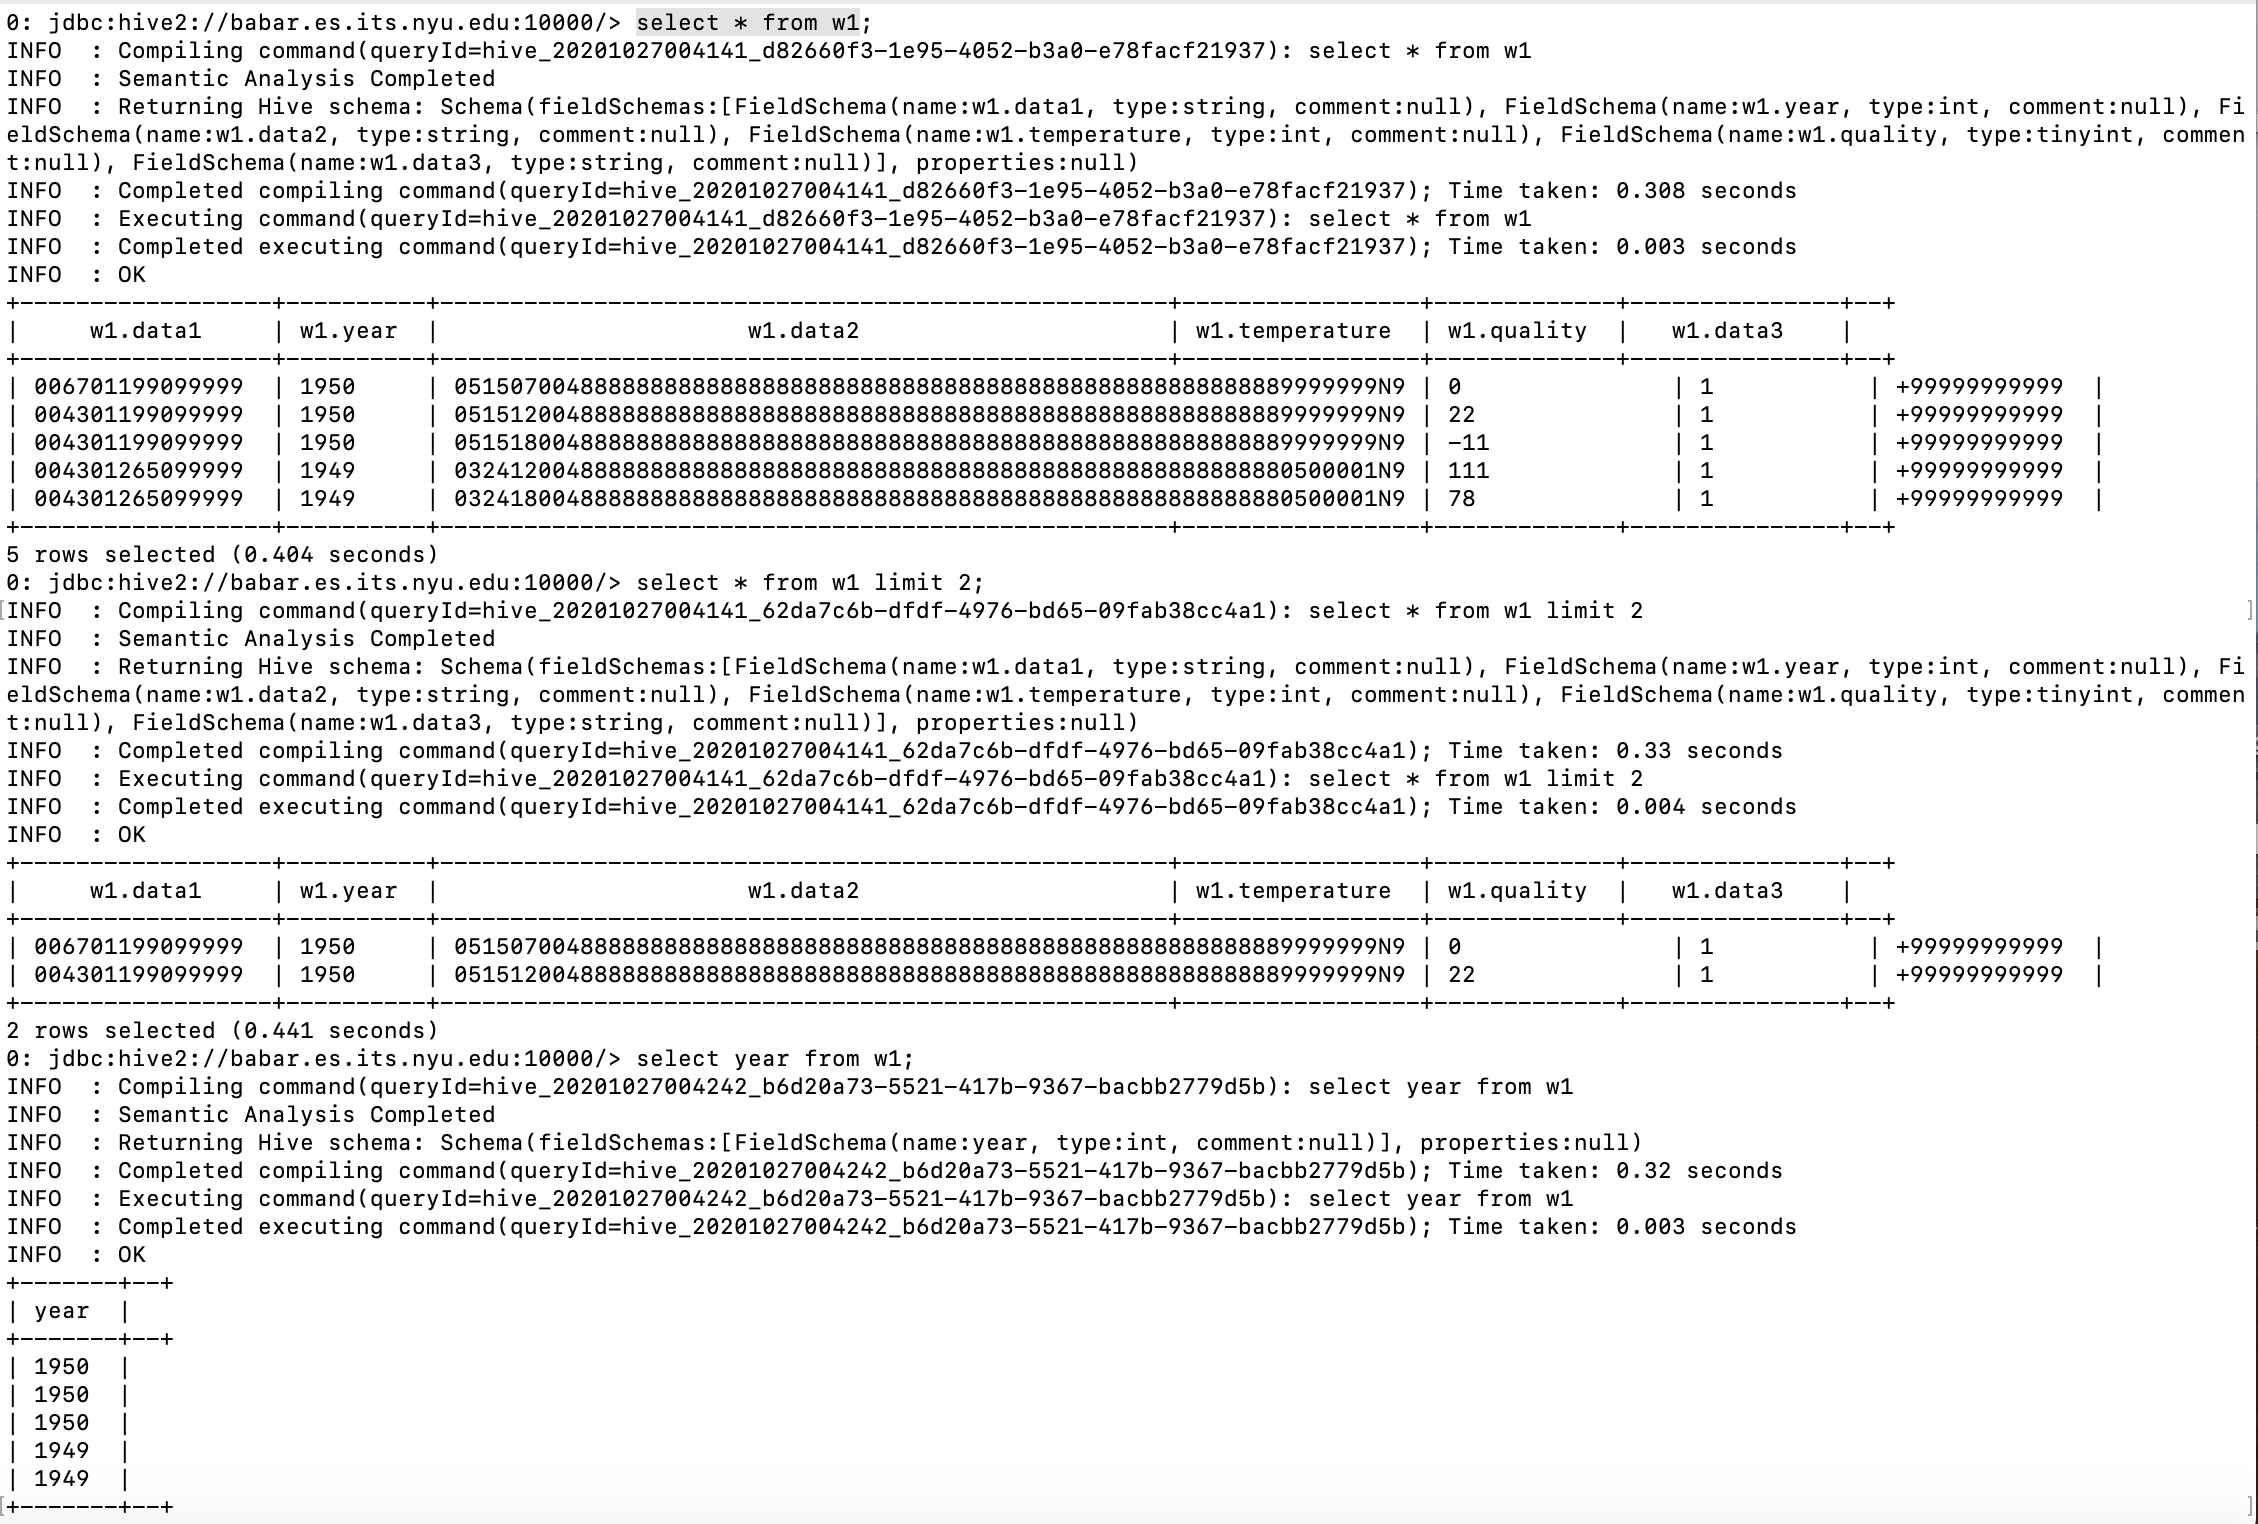 0: jdbc:hive2://babar.es.its.nyu.edu:10000/> select * from w1;
INFO  : Compiling command(queryId=hive_20201027004141_d82660f3-1e95-4052-b3a0-e78facf21937): select * from w1
INFO  : Semantic Analysis Completed
INFO  : Returning Hive schema: Schema(fieldSchemas:[FieldSchema(name:w1.data1, type:string, comment:null), FieldSchema(name:w1.year, type:int, comment:null), Fi
eldSchema(name:w1.data2, type:string, comment:null), FieldSchema(name:w1.temperature, type:int, comment:null), FieldSchema(name:w1.quality, type:tinyint, commen
t:null), FieldSchema(name:w1.data3, type:string, comment:null)], properties:null)
INFO  : Completed compiling command(queryId=hive_20201027004141_d82660f3-1e95-4052-b3a0-e78facf21937); Time taken: 0.308 seconds
INFO  : Executing command(queryId=hive_20201027004141_d82660f3-1e95-4052-b3a0-e78facf21937): select * from w1
INFO  : Completed executing command(queryId=hive_20201027004141_d82660f3-1e95-4052-b3a0-e78facf21937); Time taken: 0.003 seconds
INFO  : OK
+------------------+----------+----------------------------------------------------+-----------------+-------------+---------------+--+
|     w1.data1     | w1.year  |                      w1.data2                      | w1.temperature  | w1.quality  |   w1.data3    |
+------------------+----------+----------------------------------------------------+-----------------+-------------+---------------+--+
| 006701199099999  | 1950     | 051507004888888888888888888888888888888888888888888888888889999999N9 | 0               | 1           | +99999999999  |
| 004301199099999  | 1950     | 051512004888888888888888888888888888888888888888888888888889999999N9 | 22              | 1           | +99999999999  |
| 004301199099999  | 1950     | 051518004888888888888888888888888888888888888888888888888889999999N9 | -11             | 1           | +99999999999  |
| 004301265099999  | 1949     | 032412004888888888888888888888888888888888888888888888888880500001N9 | 111             | 1           | +99999999999  |
| 004301265099999  | 1949     | 032418004888888888888888888888888888888888888888888888888880500001N9 | 78              | 1           | +99999999999  |
+------------------+----------+----------------------------------------------------+-----------------+-------------+---------------+--+
5 rows selected (0.404 seconds)
0: jdbc:hive2://babar.es.its.nyu.edu:10000/> select * from w1 limit 2;
[INFO  : Compiling command(queryId=hive_20201027004141_62da7c6b-dfdf-4976-bd65-09fab38cc4a1): select * from w1 limit 2 ]
INFO  : Semantic Analysis Completed
INFO  : Returning Hive schema: Schema(fieldSchemas:[FieldSchema(name:w1.data1, type:string, comment:null), FieldSchema(name:w1.year, type:int, comment:null), Fi
eldSchema(name:w1.data2, type:string, comment:null), FieldSchema(name:w1.temperature, type:int, comment:null), FieldSchema(name:w1.quality, type:tinyint, commen
t:null), FieldSchema(name:w1.data3, type:string, comment:null)], properties:null)
INFO  : Completed compiling command(queryId=hive_20201027004141_62da7c6b-dfdf-4976-bd65-09fab38cc4a1); Time taken: 0.33 seconds
INFO  : Executing command(queryId=hive_20201027004141_62da7c6b-dfdf-4976-bd65-09fab38cc4a1): select * from w1 limit 2
INFO  : Completed executing command(queryId=hive_20201027004141_62da7c6b-dfdf-4976-bd65-09fab38cc4a1); Time taken: 0.004 seconds
INFO  : OK
+------------------+----------+----------------------------------------------------+-----------------+-------------+---------------+--+
|     w1.data1     | w1.year  |                      w1.data2                      | w1.temperature  | w1.quality  |   w1.data3    |
+------------------+----------+----------------------------------------------------+-----------------+-------------+---------------+--+
| 006701199099999  | 1950     | 051507004888888888888888888888888888888888888888888888888889999999N9 | 0               | 1           | +99999999999  |
| 004301199099999  | 1950     | 051512004888888888888888888888888888888888888888888888888889999999N9 | 22              | 1           | +99999999999  |
+------------------+----------+----------------------------------------------------+-----------------+-------------+---------------+--+
2 rows selected (0.441 seconds)
0: jdbc:hive2://babar.es.its.nyu.edu:10000/> select year from w1;
INFO  : Compiling command(queryId=hive_20201027004242_b6d20a73-5521-417b-9367-bacbb2779d5b): select year from w1
INFO  : Semantic Analysis Completed
INFO  : Returning Hive schema: Schema(fieldSchemas:[FieldSchema(name:year, type:int, comment:null)], properties:null)
INFO  : Completed compiling command(queryId=hive_20201027004242_b6d20a73-5521-417b-9367-bacbb2779d5b); Time taken: 0.32 seconds
INFO  : Executing command(queryId=hive_20201027004242_b6d20a73-5521-417b-9367-bacbb2779d5b): select year from w1
INFO  : Completed executing command(queryId=hive_20201027004242_b6d20a73-5521-417b-9367-bacbb2779d5b); Time taken: 0.003 seconds
INFO  : OK
+-------+--+
| year  |
+-------+--+
| 1950  |
| 1950  |
| 1950  |
| 1949  |
| 1949  |
[+-------+--+ ]